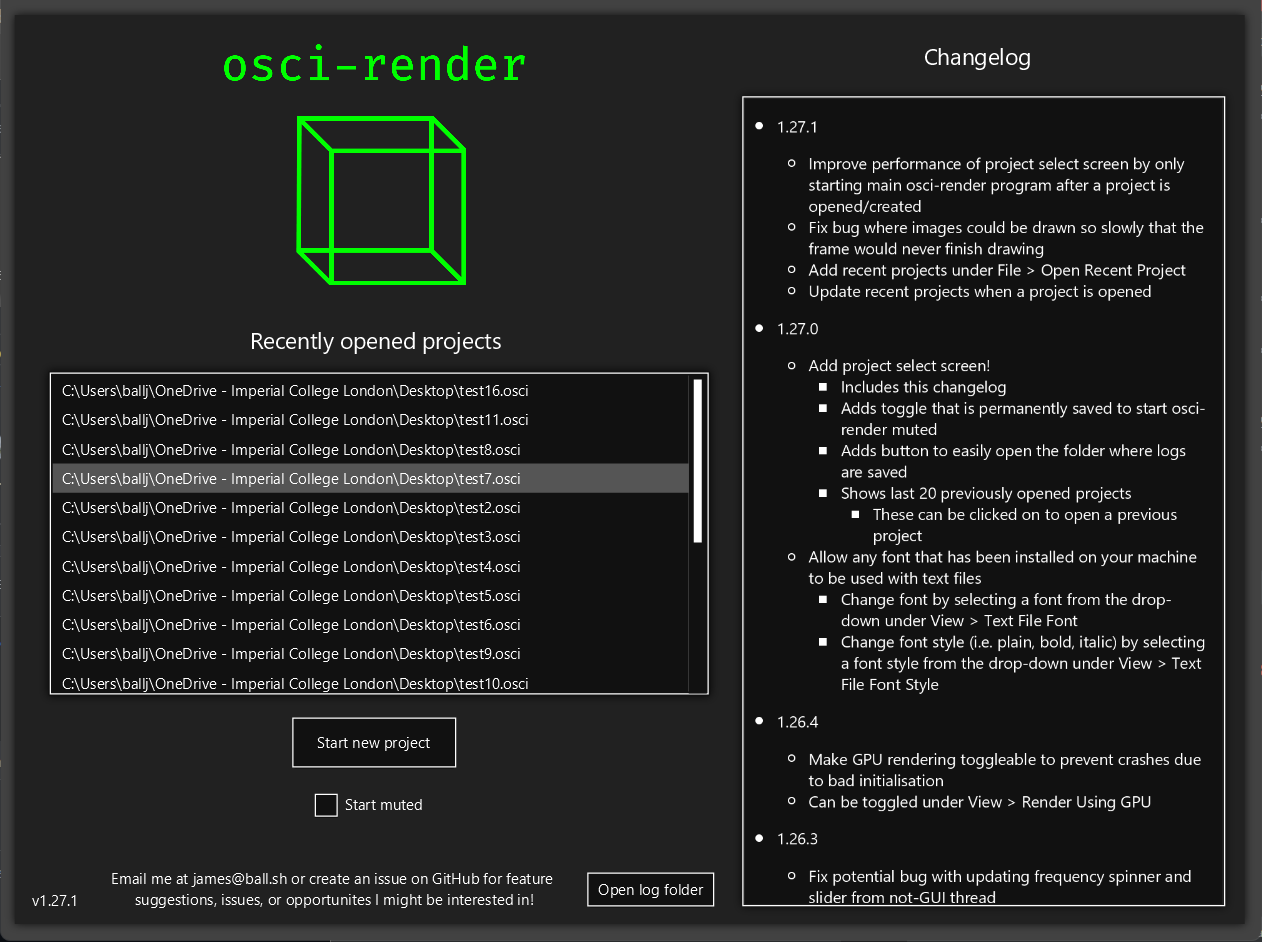 osci-render
Recently opened projects
C:\Users\ballj\OneDrive - Imperial College London\Desktop\test16.osci
C:\Users\ballj\OneDrive - Imperial College London\Desktop\test11.osci
C:\Users\ballj\OneDrive - Imperial College London\Desktop\test8.osci
C:\Users\ballj\OneDrive - Imperial College London\Desktop\test7.osci
C:\Users\ballj\OneDrive - Imperial College London\Desktop\test2.osci
C:\Users\ballj\OneDrive - Imperial College London\Desktop\test3.osci
C:\Users\ballj\OneDrive - Imperial College London\Desktop\test4.osci
C:\Users\ballj\OneDrive - Imperial College London\Desktop\test5.osci
C:\Users\ballj\OneDrive - Imperial College London\Desktop\test6.osci
C:\Users\ballj\OneDrive - Imperial College London\Desktop\test9.osci
C:\Users\ballj\OneDrive - Imperial College London\Desktop\test10.osci
Start new project
Start muted
v1.27.1
Email me at james@ball.sh or create an issue on GitHub for feature
suggestions, issues, or opportunites I might be interested in!
Open log folder
Changelog
1.27.1
Improve performance of project select screen by only
starting main osci-render program after a project is
opened/created
Fix bug where images could be drawn so slowly that the
frame would never finish drawing
Add recent projects under File > Open Recent Project
Update recent projects when a project is opened
1.27.0
Add project select screen!
Includes this changelog
Adds toggle that is permanently saved to start osci-
render muted
Adds button to easily open the folder where logs
are saved
Shows last 20 previously opened projects
These can be clicked on to open a previous
project
Allow any font that has been installed on your machine
to be used with text files
Change font by selecting a font from the drop-
down under View > Text File Font
Change font style (i.e. plain, bold, italic) by selecting
a font style from the drop-down under View > Text
File Font Style
1.26.4
Make GPU rendering toggleable to prevent crashes due
to bad initialisation
Can be toggled under View > Render Using GPU
1.26.3
Fix potential bug with updating frequency spinner and
slider from not-GUI thread